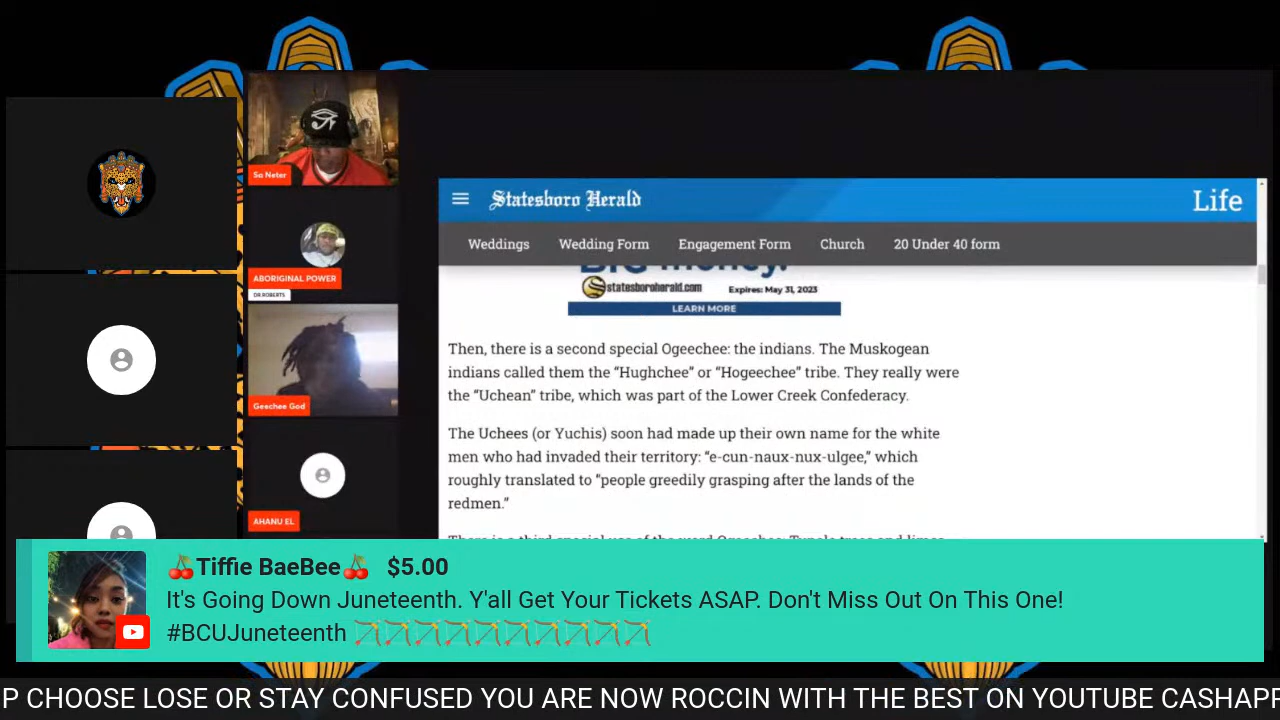 Sa Neter
ABORIGINAL POWER
DR.ROBERTS
Geechee God
AHANU EL
Statesboro Herald
Life
Weddings Wedding Form Engagement Form Church 20 Under 40 form
BIG money.
statesboroherald.com Expires: May 31, 2023
LEARN MORE
Then, there is a second special Ogeechee: the indians. The Muskogean
indians called them the “Hughchee” or “Hogeechee” tribe. They really were
the “Uchean” tribe, which was part of the Lower Creek Confederacy.
The Uchees (or Yuchis) soon had made up their own name for the white
men who had invaded their territory: “e-cun-naux-nux-ulgee,” which
roughly translated to “people greedily grasping after the lands of the
redmen.”
🍒Tiffie BaeBee🍒 $5.00
It's Going Down Juneteenth. Y'all Get Your Tickets ASAP. Don't Miss Out On This One!
#BCUJuneteenth 🏹🏹🏹🏹🏹🏹🏹🏹🏹🏹
P CHOOSE LOSE OR STAY CONFUSED YOU ARE NOW ROCCIN WITH THE BEST ON YOUTUBE CASHAPP